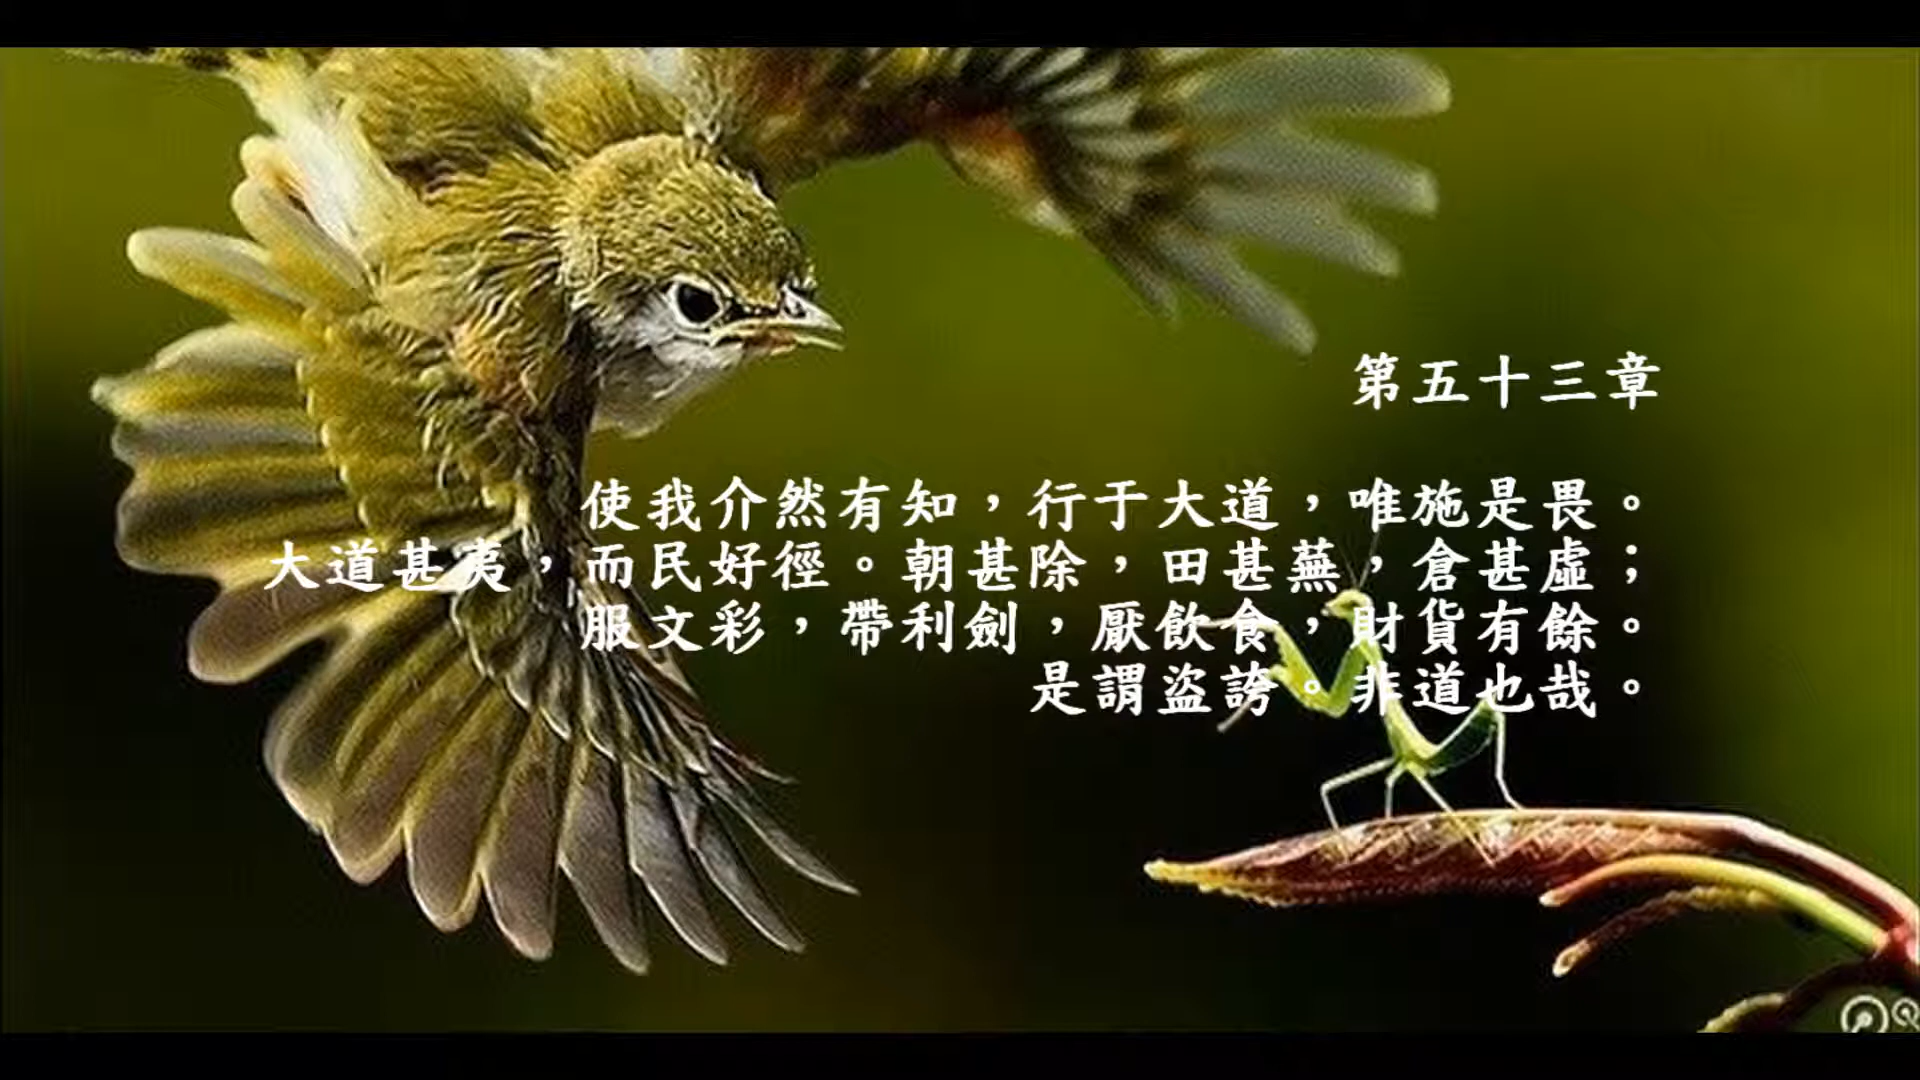 第五十三章
使我介然有知，行于大道，唯施是畏。
大道甚夷，而民好徑。朝甚除，田甚蕪，倉甚虛；
服文彩，帶利劍，厭飲食，財貨有餘。
是謂盜誇。非道也哉。